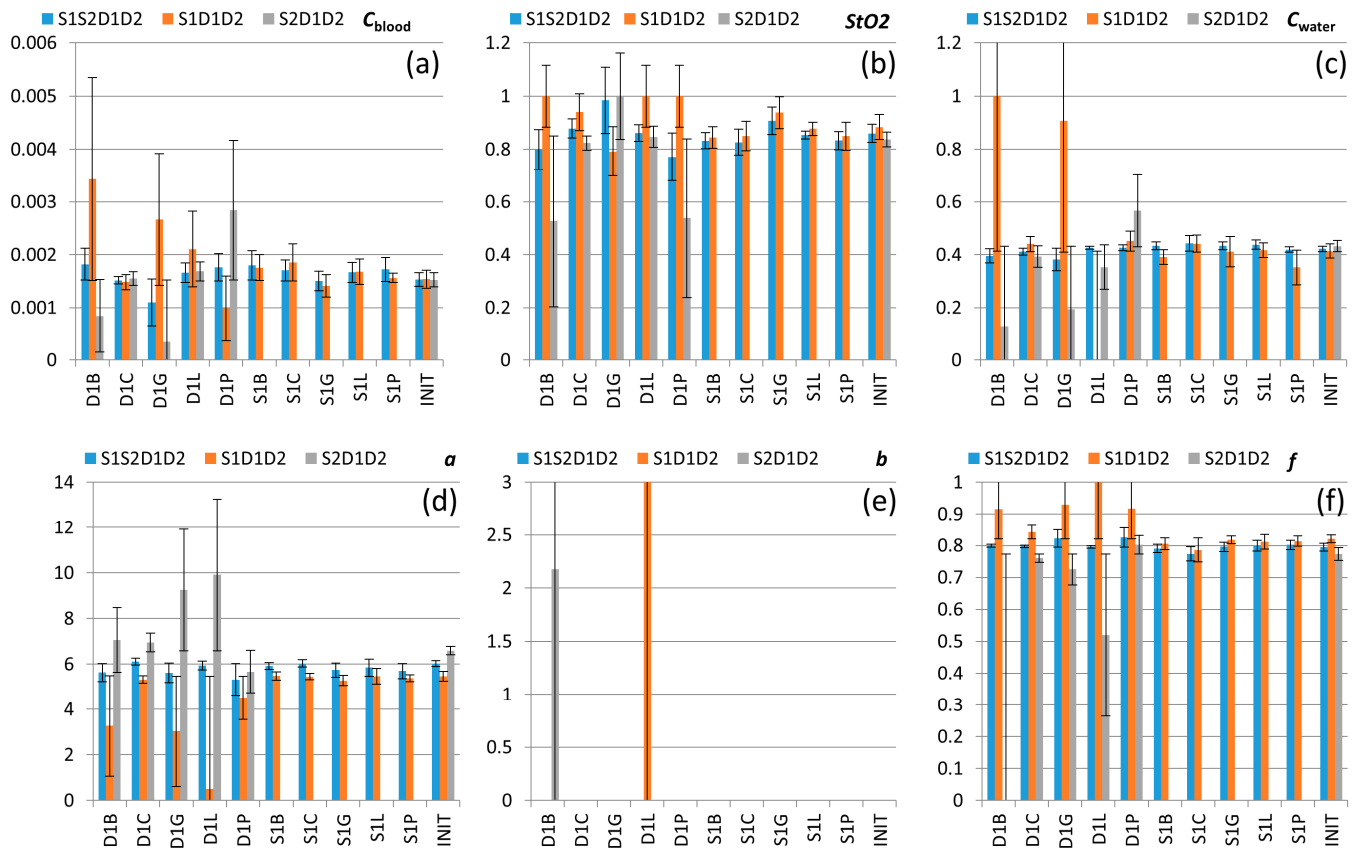 S1S2D1D2 S1D1D2 S2D1D2 Cblood
(a)
0.006
0.005
0.004
0.003
0.002
0.001
0
D1B D1C D1G D1L D1P S1B S1C S1G S1L S1P INIT
S1S2D1D2 S1D1D2 S2D1D2 StO2
(b)
1.2
1
0.8
0.6
0.4
0.2
0
D1B D1C D1G D1L D1P S1B S1C S1G S1L S1P INIT
S1S2D1D2 S1D1D2 S2D1D2 Cwater
(c)
1.2
1
0.8
0.6
0.4
0.2
0
D1B D1C D1G D1L D1P S1B S1C S1G S1L S1P INIT
S1S2D1D2 S1D1D2 S2D1D2 a
(d)
14
12
10
8
6
4
2
0
D1B D1C D1G D1L D1P S1B S1C S1G S1L S1P INIT
S1S2D1D2 S1D1D2 S2D1D2 b
(e)
3
2.5
2
1.5
1
0.5
0
D1B D1C D1G D1L D1P S1B S1C S1G S1L S1P INIT
S1S2D1D2 S1D1D2 S2D1D2 f
(f)
1
0.9
0.8
0.7
0.6
0.5
0.4
0.3
0.2
0.1
0
D1B D1C D1G D1L D1P S1B S1C S1G S1L S1P INIT